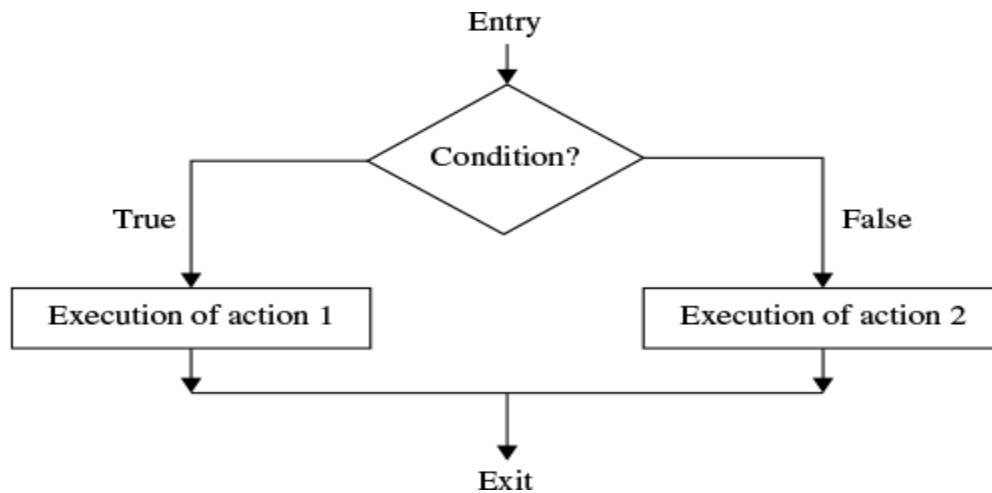 Entry
Condition?
True
False
Execution of action 1
Execution of action 2
Exit